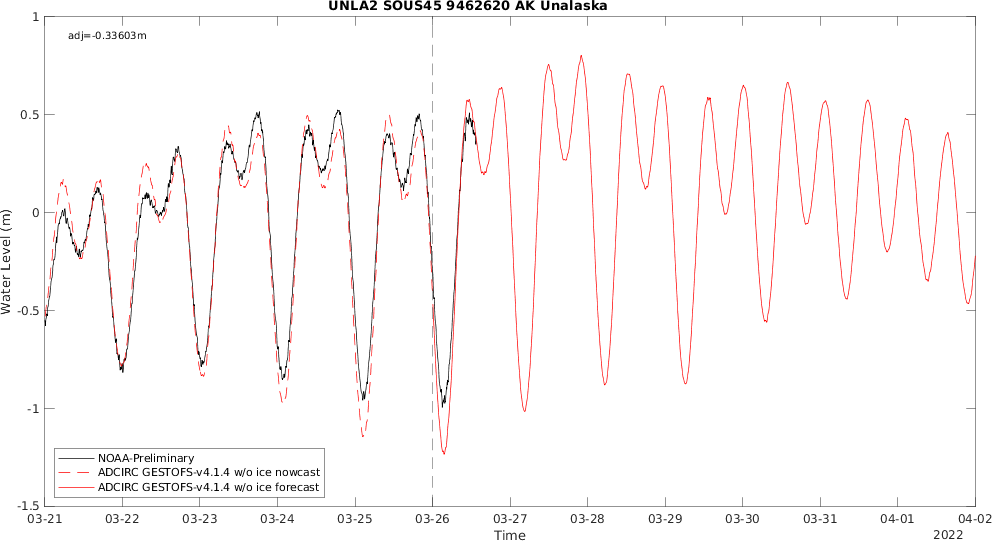 UNLA2 SOUS45 9462620 AK Unalaska
adj=-0.33603m
Water Level (m)
1
0.5
0
-0.5
-1
-1.5
NOAA-Preliminary
ADCIRC GESTOFS-v4.1.4 w/o ice nowcast
ADCIRC GESTOFS-v4.1.4 w/o ice forecast
03-21 03-22 03-23 03-24 03-25 03-26 03-27 03-28 03-29 03-30 03-31 04-01 04-02
Time
2022